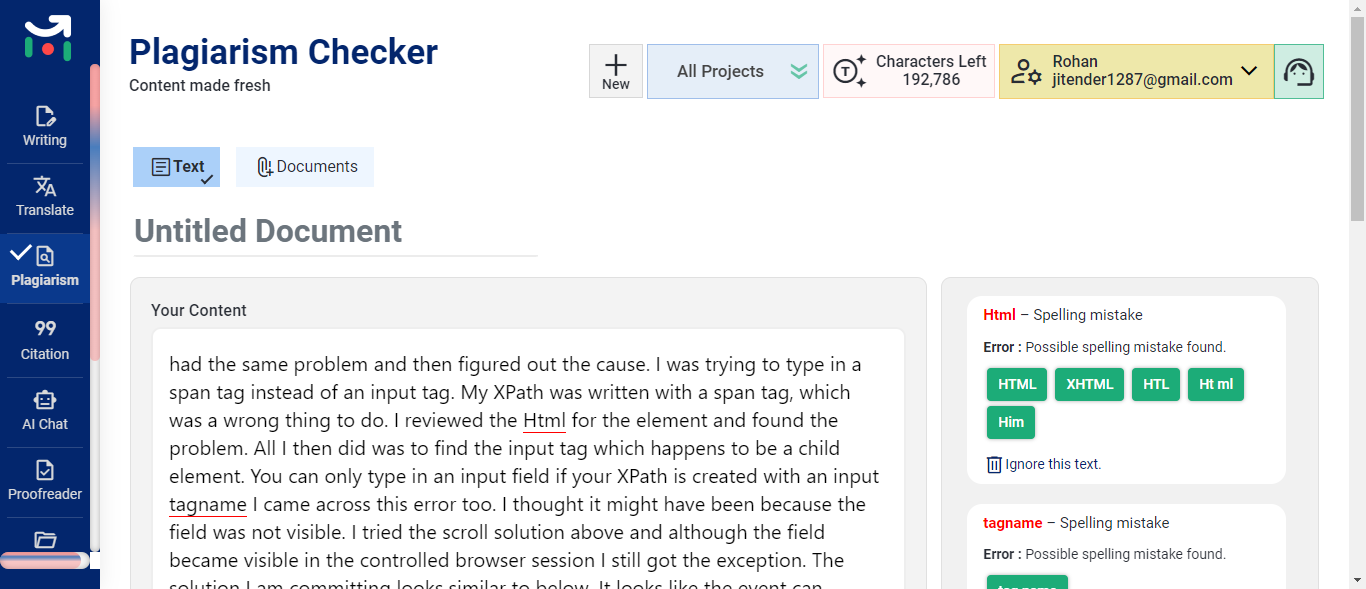 Plagiarism Checker
Content made fresh
New
All Projects
Characters Left
192,786
Rohan
jitender1287@gmail.com
Writing
Translate
Plagiarism
Citation
AI Chat
Proofreader
Text
Documents
Untitled Document
Your Content
had the same problem and then figured out the cause. I was trying to type in a
span tag instead of an input tag. My XPath was written with a span tag, which
was a wrong thing to do. I reviewed the Html for the element and found the
problem. All I then did was to find the input tag which happens to be a child
element. You can only type in an input field if your XPath is created with an input
tagname I came across this error too. I thought it might have been because the
field was not visible. I tried the scroll solution above and although the field
became visible in the controlled browser session I still got the exception. The
solution I am committing looks similar to below. It looks like the event can
Html – Spelling mistake
Error : Possible spelling mistake found.
HTML XHTML HTL Ht ml
Him
Ignore this text.
tagname – Spelling mistake
Error : Possible spelling mistake found.